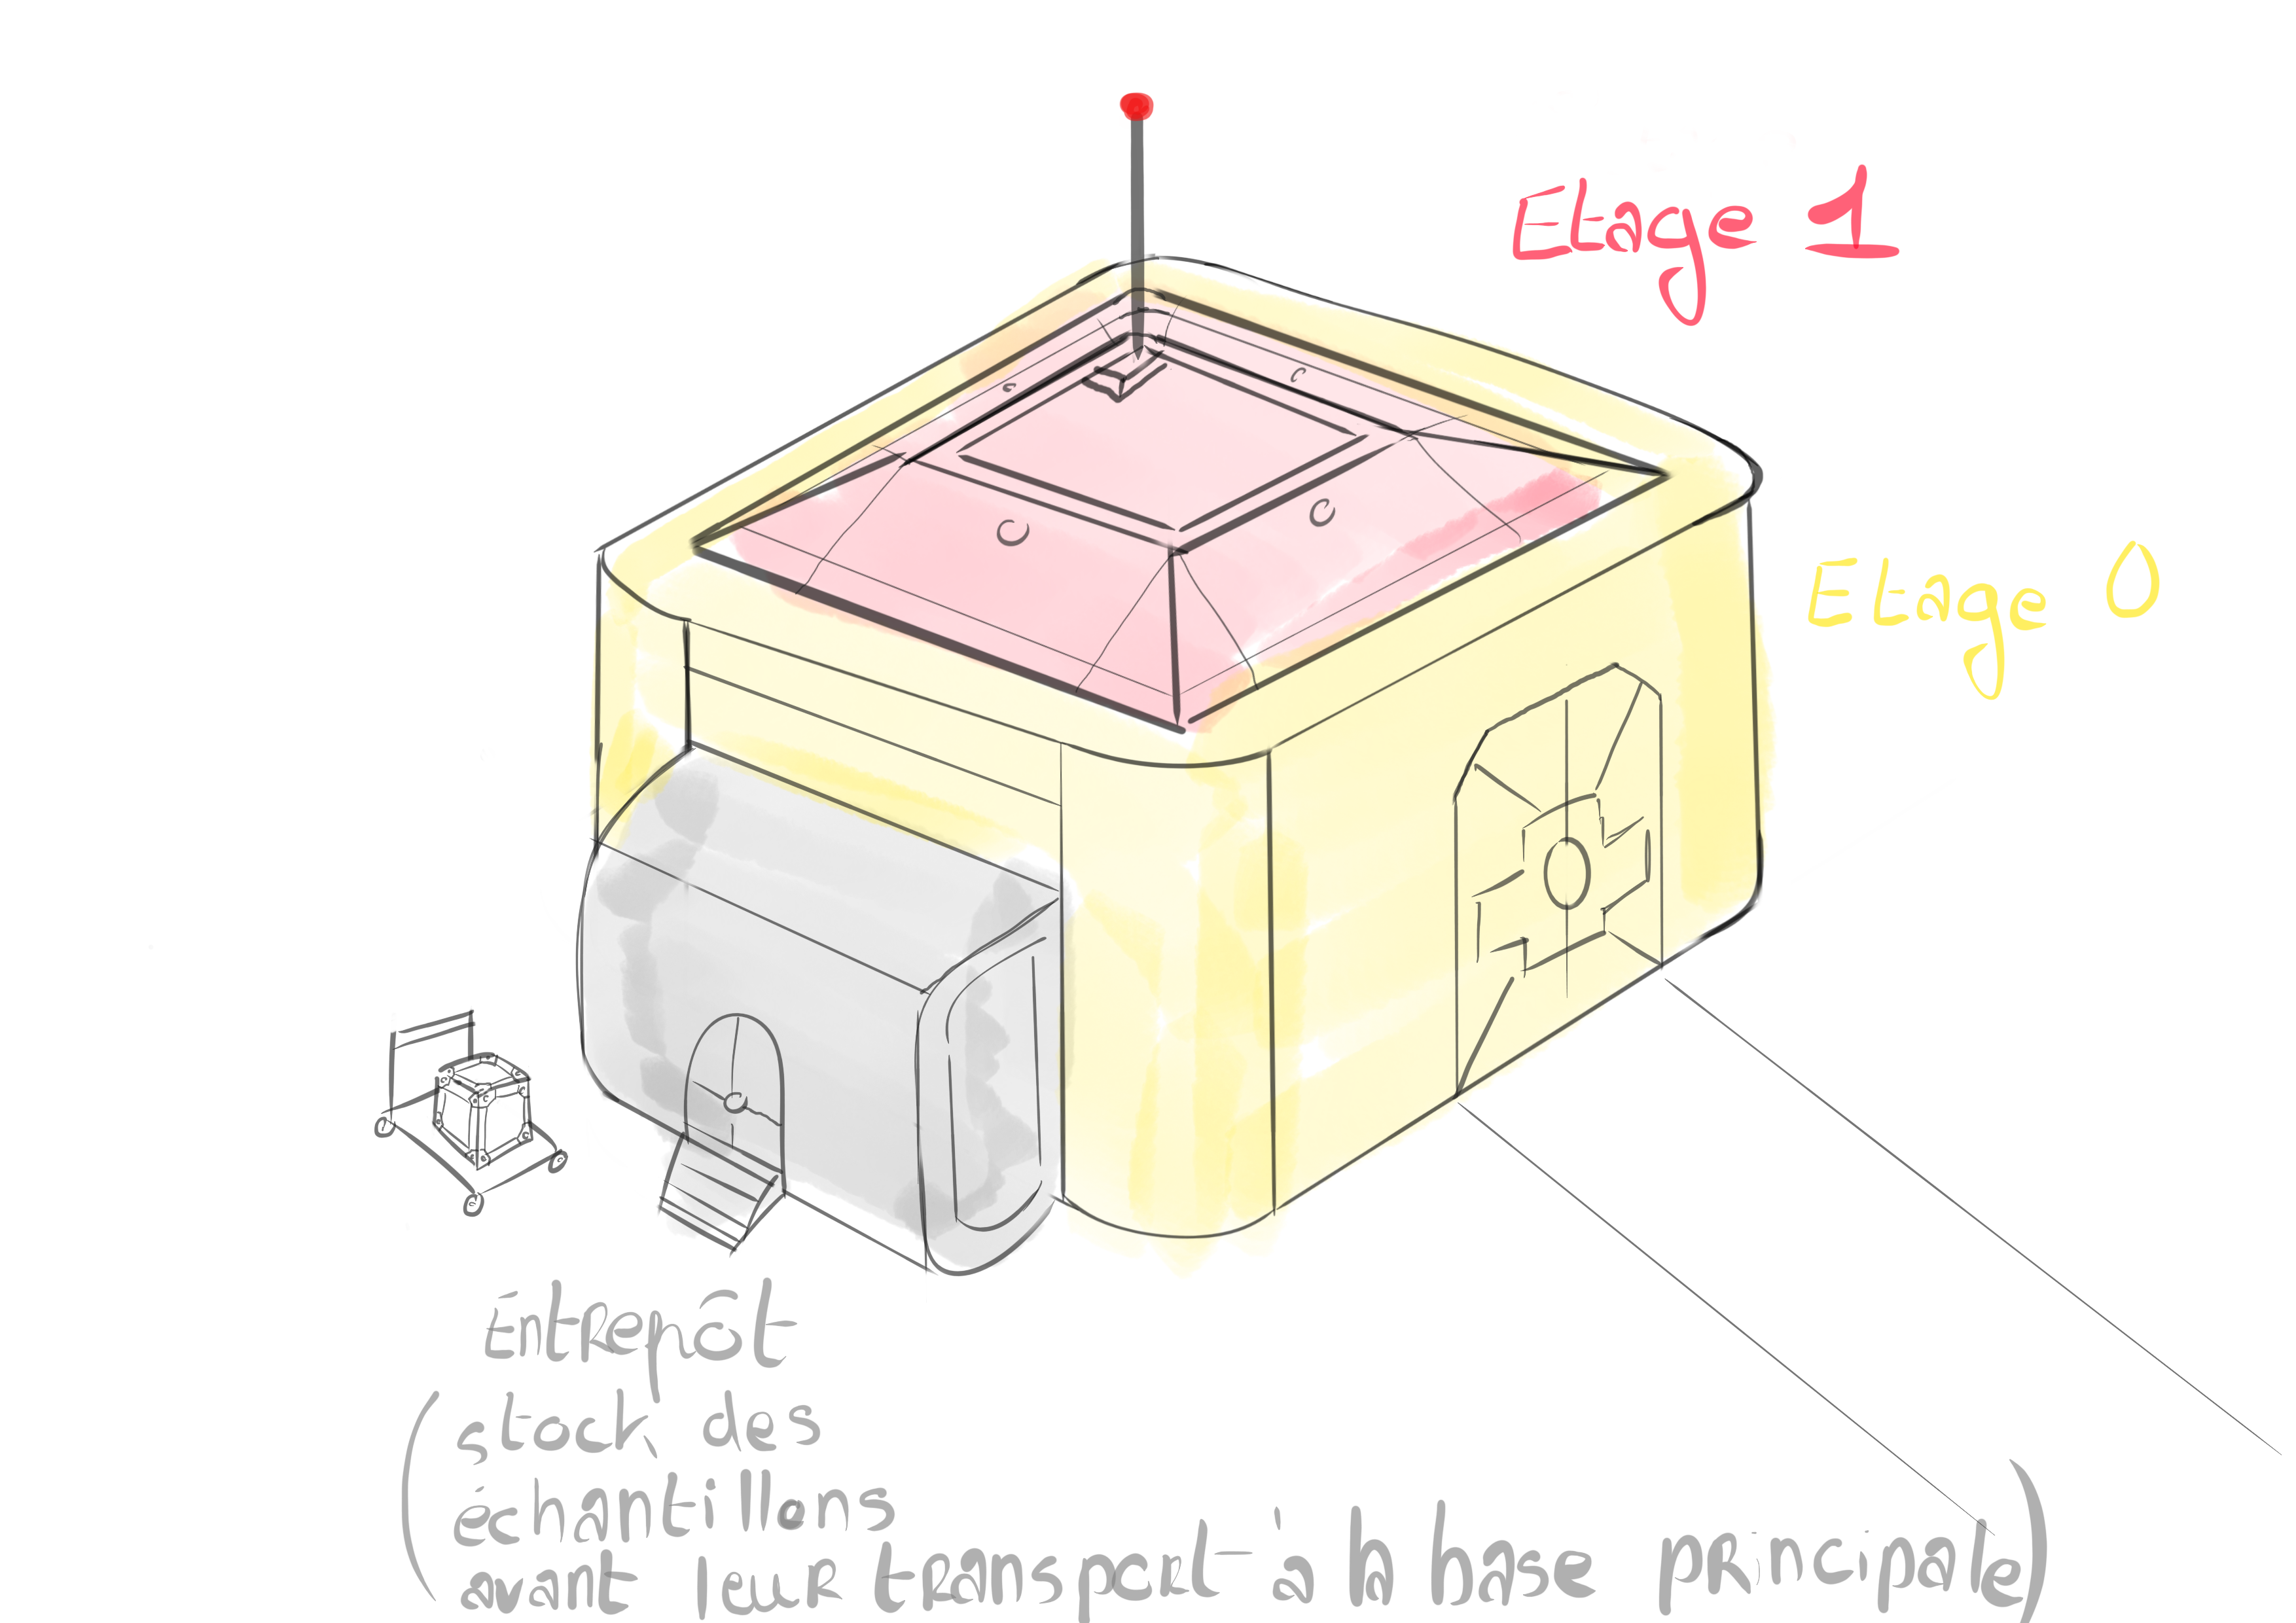 Etage 1
Etage 0
Entrepôt
(stock des
échantillons
avant leur transport à la base principale)